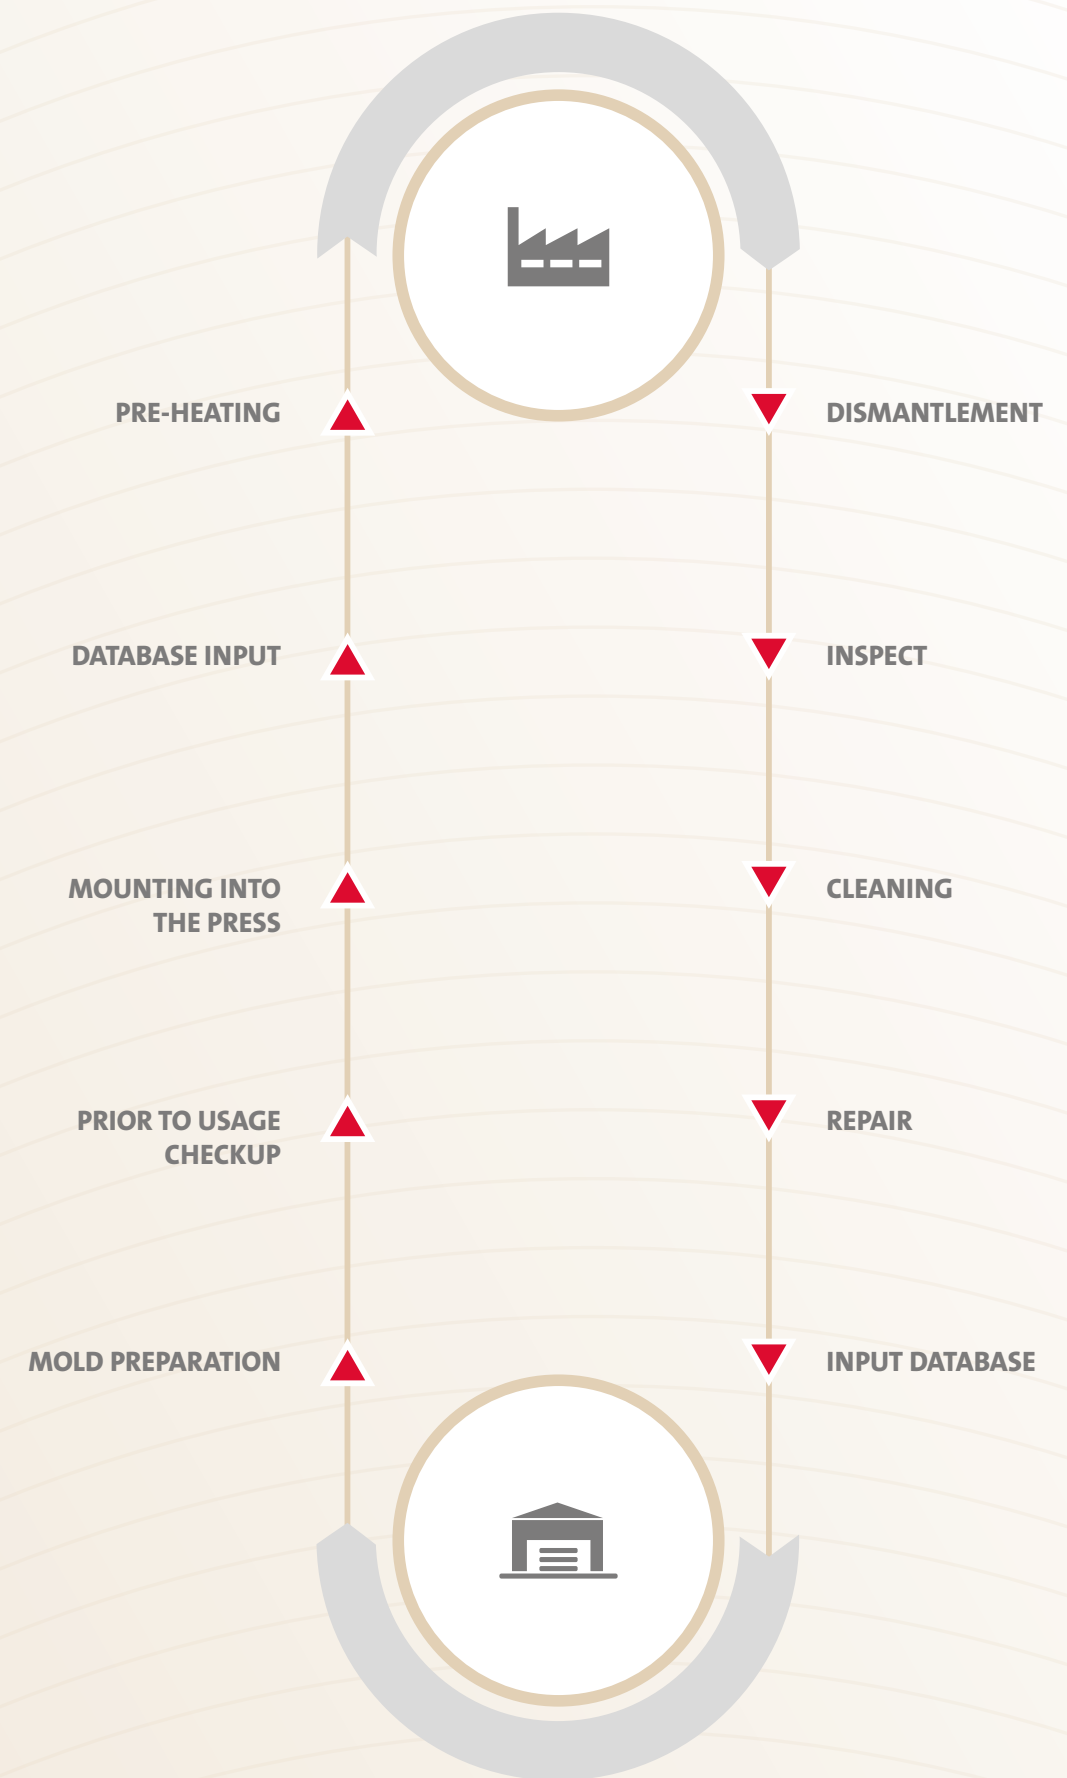 PRE-HEATING
DISMANTLEMENT
DATABASE INPUT
INSPECT
MOUNTING INTO
THE PRESS
CLEANING
PRIOR TO USAGE
CHECKUP
REPAIR
MOLD PREPARATION
INPUT DATABASE